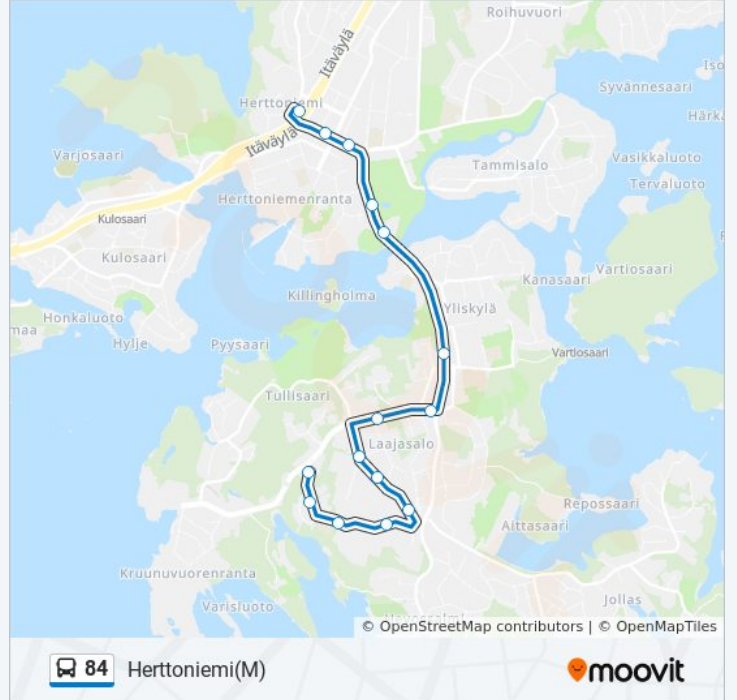 Roihuvuori
Itäväylä
Iso
Syvännesaari
Herttoniemi
Härkä
Itäväylä
Varjosaari
Tammisalo
Vasikkaluoto
Tervaluoto
Herttoniemenranta
Kulosaari
Kulosaari
Vartiosaari
Kanasaari
Killingholma
Yliskylä
Honkaluoto
maa
Hylje
Pyysaari
Vartiosaari
Tullisaari
Laajasalo
Repossaari
Aittasaari
Kruunuvuorenranta
Jollas
Varisluoto
© OpenStreetMap contributors | © OpenMapTiles
84 Herttoniemi(M)
moovit